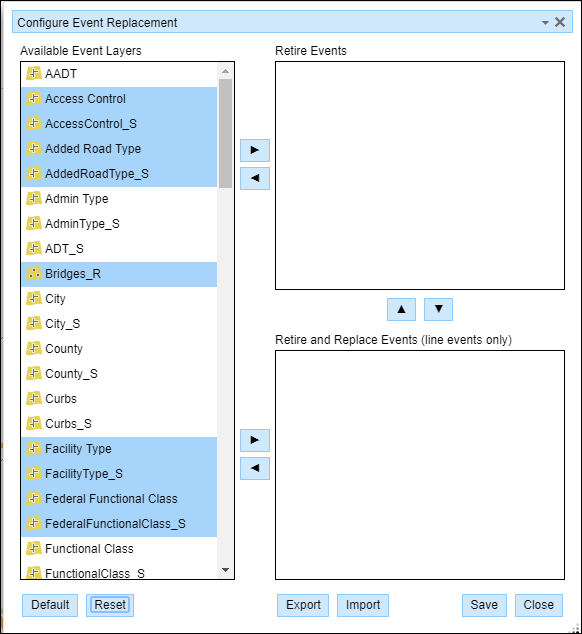 Configure Event Replacement
Available Event Layers
AADT
Access Control
AccessControl_S
Added Road Type
AddedRoadType_S
Admin Type
AdminType_S
ADT_S
Bridges_R
City
City_S
County
County_S
Curbs
Curbs_S
Facility Type
FacilityType_S
Federal Functional Class
FederalFunctionalClass_S
Functional Class
FunctionalClass_S
Retire Events
Retire and Replace Events (line events only)
Default Reset Export Import Save Close